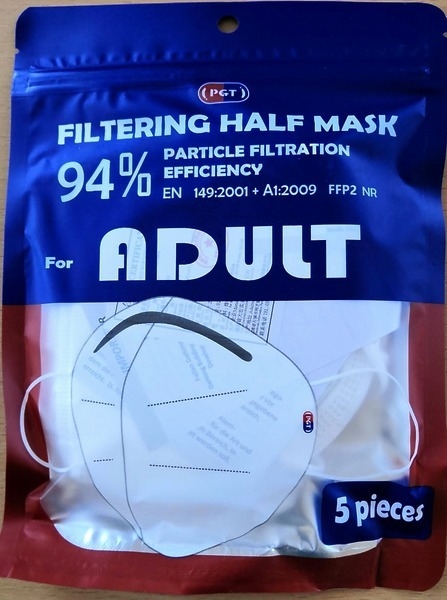 PGT
FILTERING HALF MASK
94% PARTICLE FILTRATION
EFFICIENCY
EN 149:2001 + A1:2009 FFP2 NR
For ADULT
PGT
5 pieces